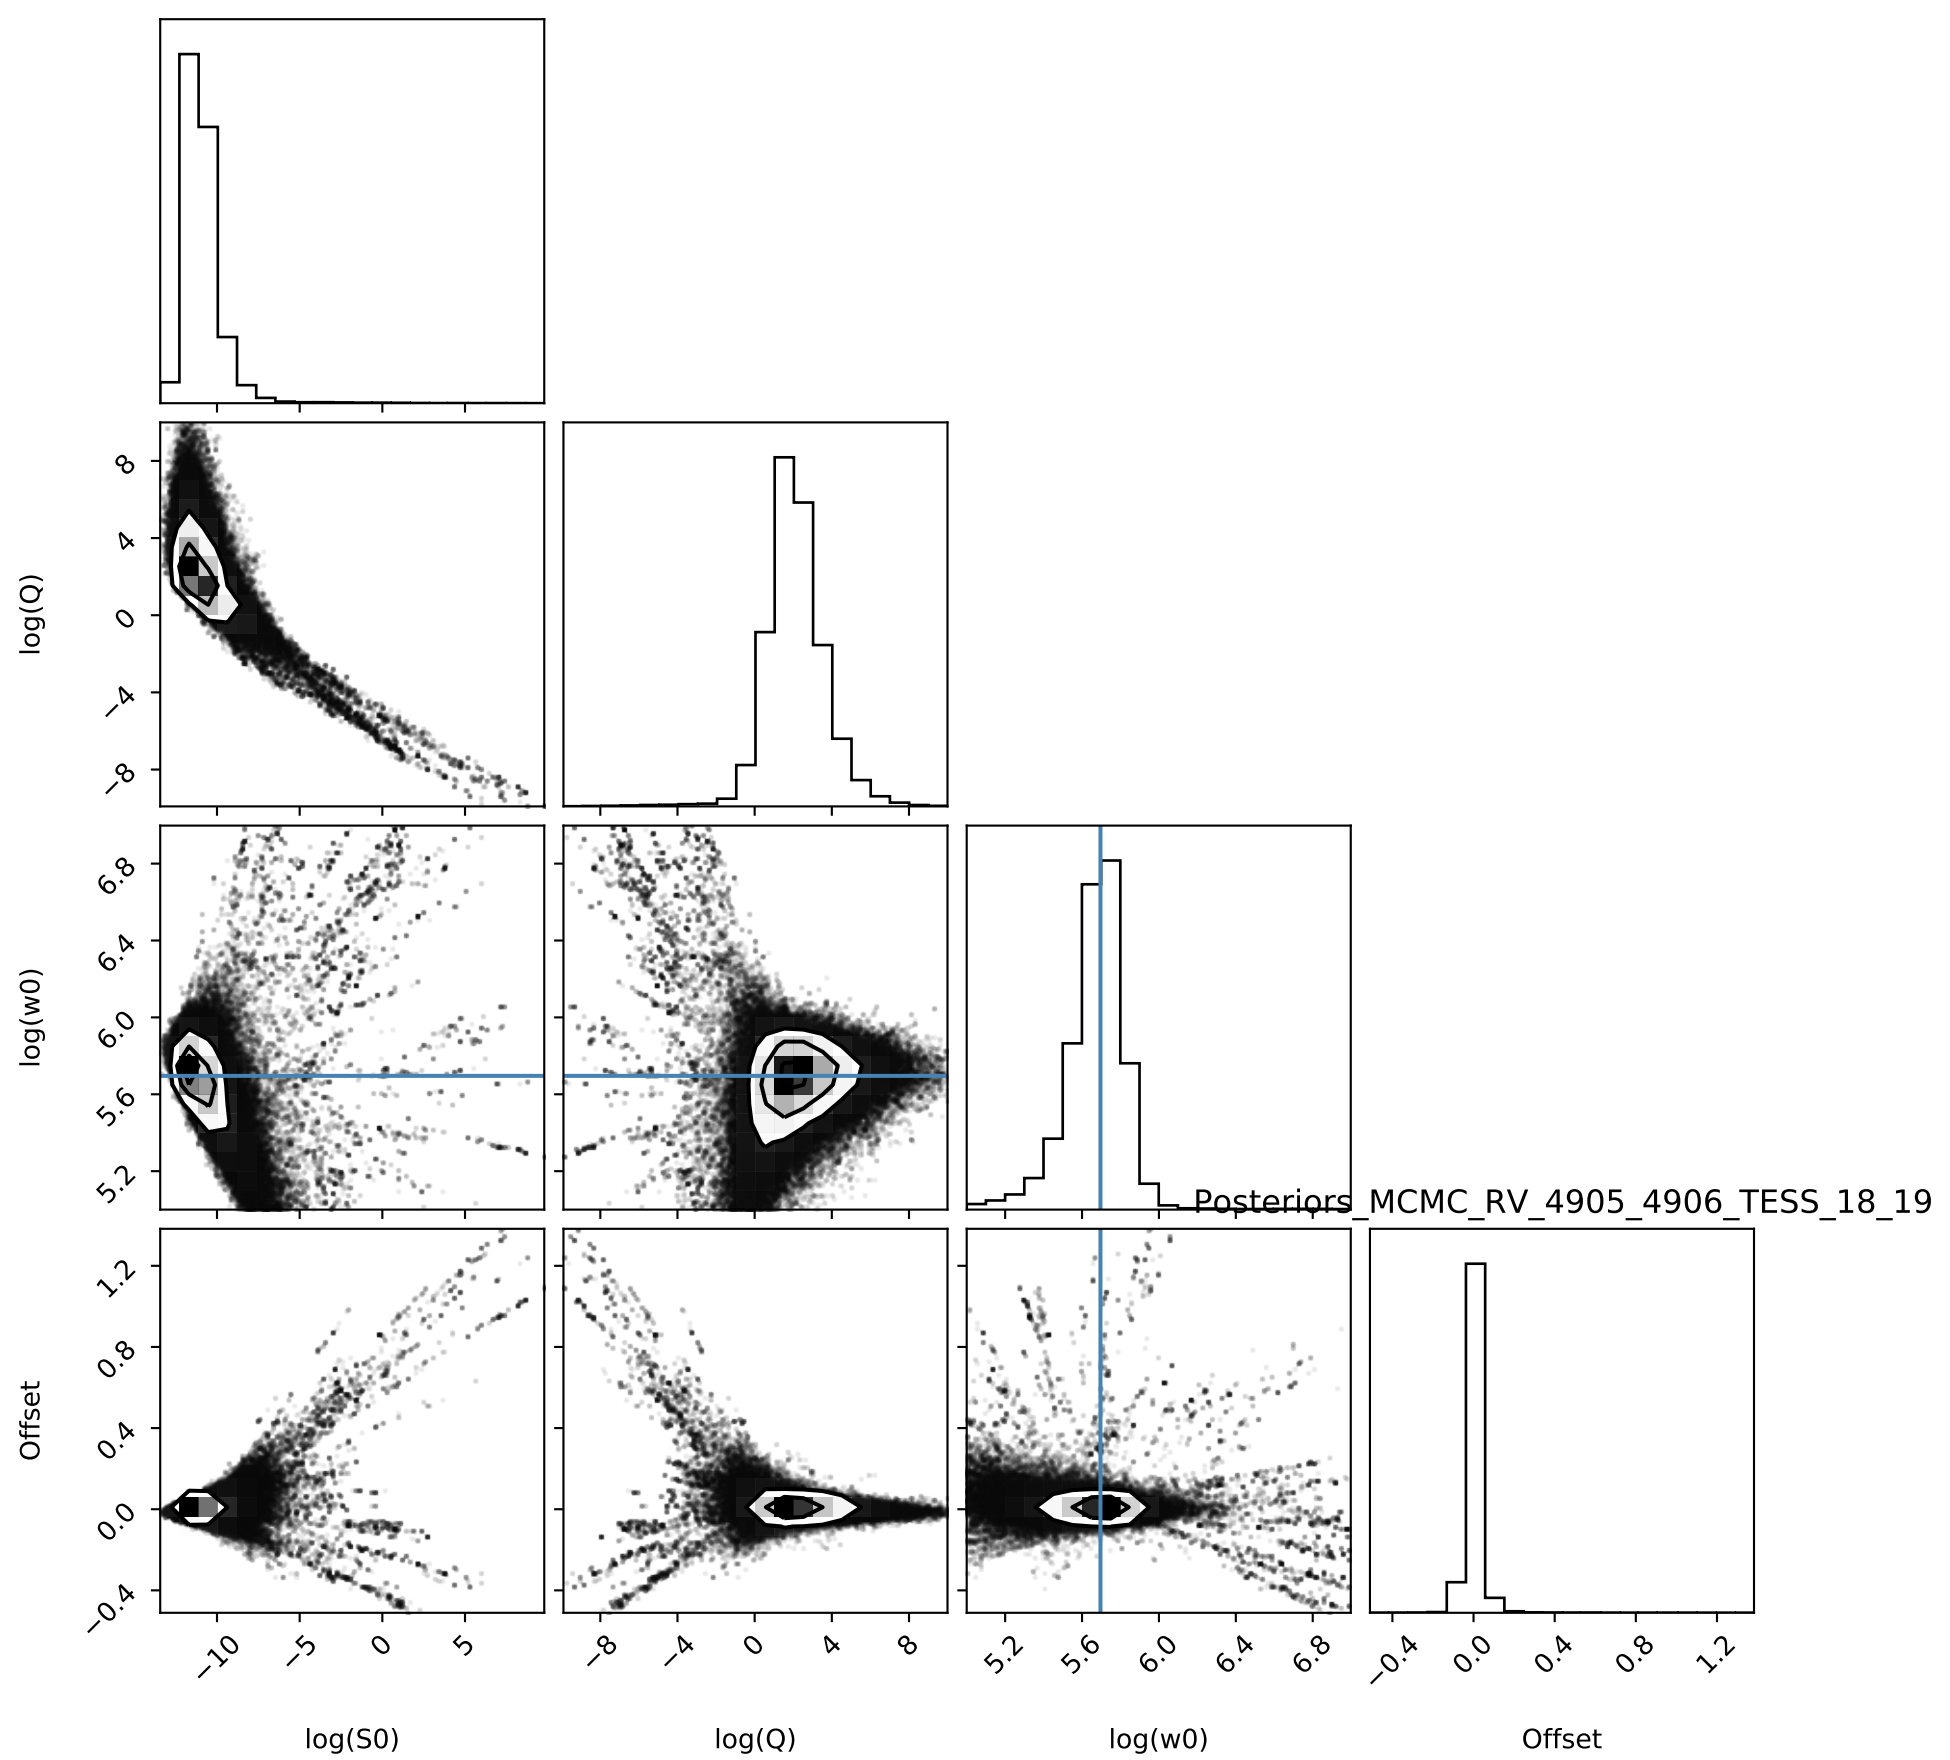 8
4
0
−4
−8
log(Q)
6.8
6.4
6.0
5.6
5.2
log(w0)
Posteriors_MCMC_RV_4905_4906_TESS_18_19
1.2
0.8
0.4
0.0
−0.4
Offset
−10 −5 0 5
−8 −4 0 4 8
5.2 5.6 6.0 6.4 6.8
−0.4 0.0 0.4 0.8 1.2
log(S0) log(Q) log(w0) Offset